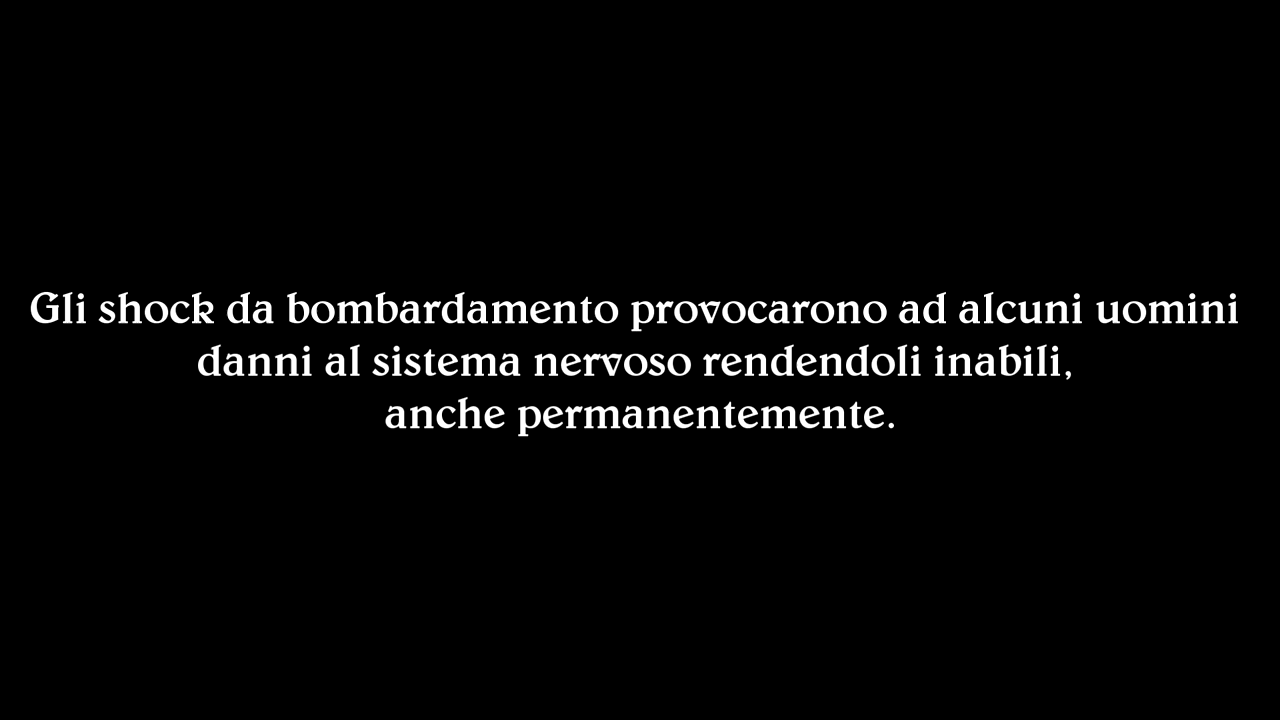 Gli shock da bombardamento provocarono ad alcuni uomini
danni al sistema nervoso rendendoli inabili,
anche permanentemente.